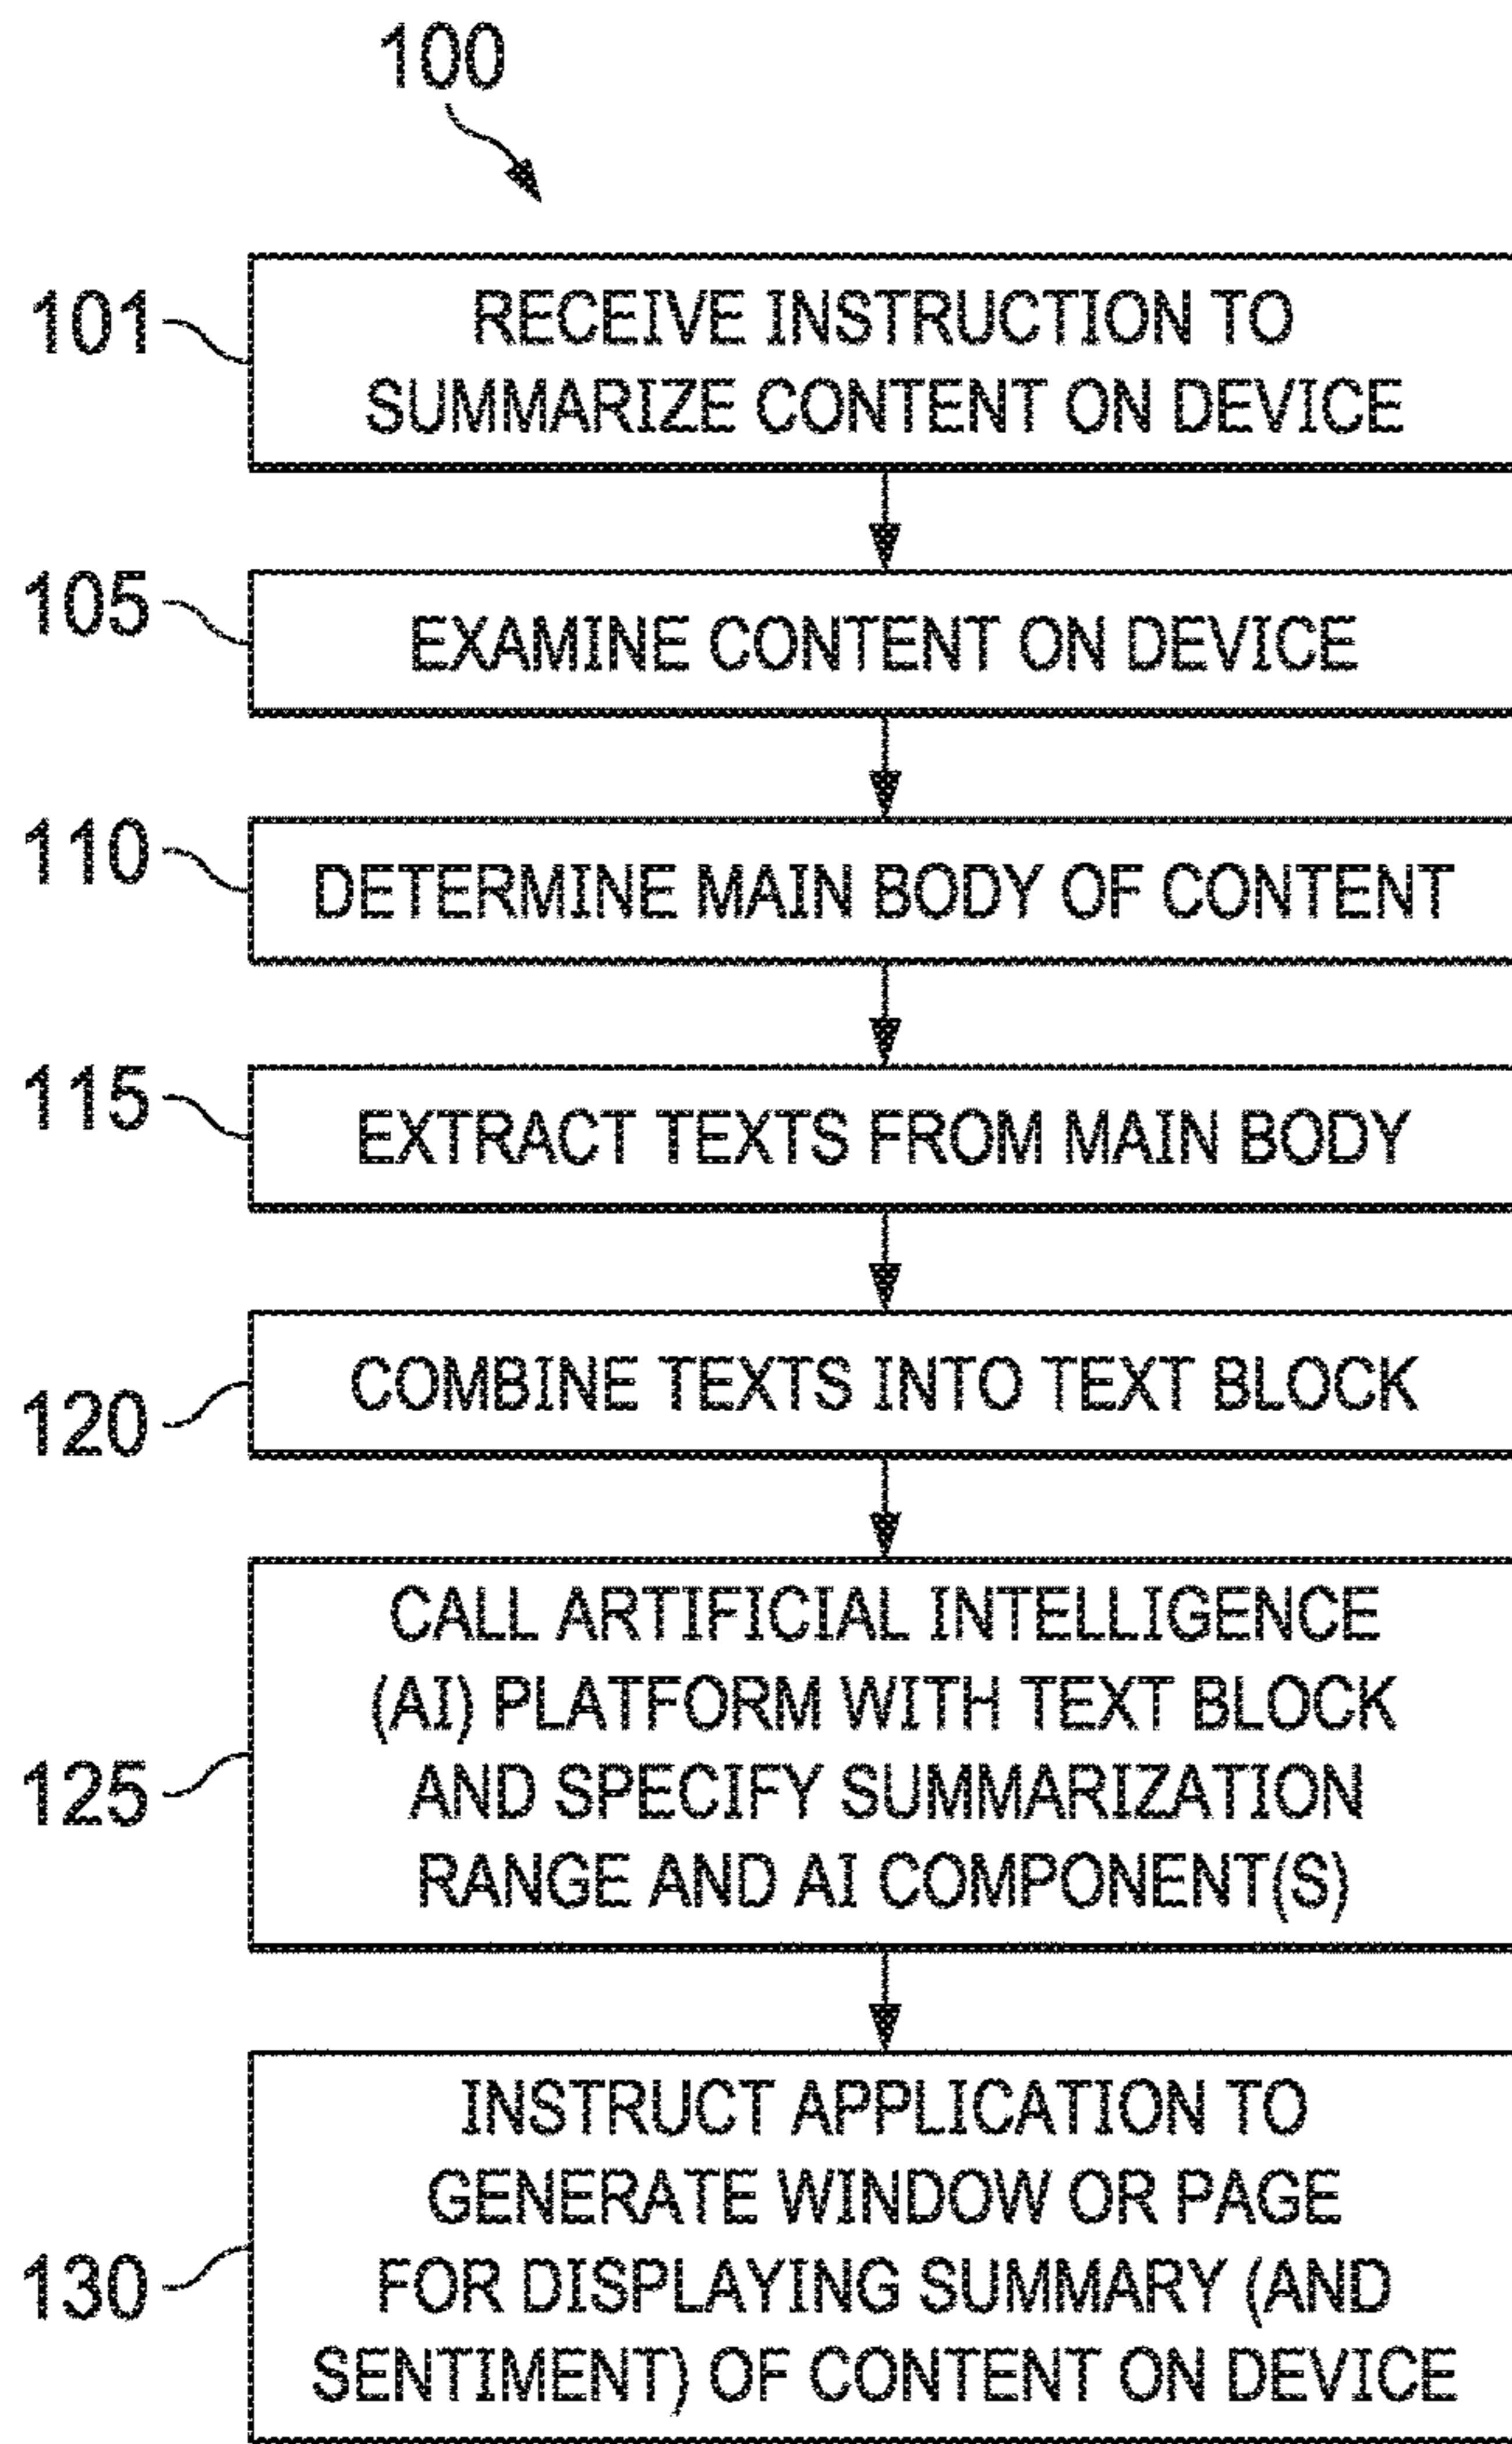 100
101
RECEIVE INSTRUCTION TO
SUMMARIZE CONTENT ON DEVICE
105
EXAMINE CONTENT ON DEVICE
110
DETERMINE MAIN BODY OF CONTENT
115
EXTRACT TEXTS FROM MAIN BODY
120
COMBINE TEXTS INTO TEXT BLOCK
125
CALL ARTIFICIAL INTELLIGENCE
(AI) PLATFORM WITH TEXT BLOCK
AND SPECIFY SUMMARIZATION
RANGE AND AI COMPONENT(S)
130
INSTRUCT APPLICATION TO
GENERATE WINDOW OR PAGE
FOR DISPLAYING SUMMARY (AND
SENTIMENT) OF CONTENT ON DEVICE